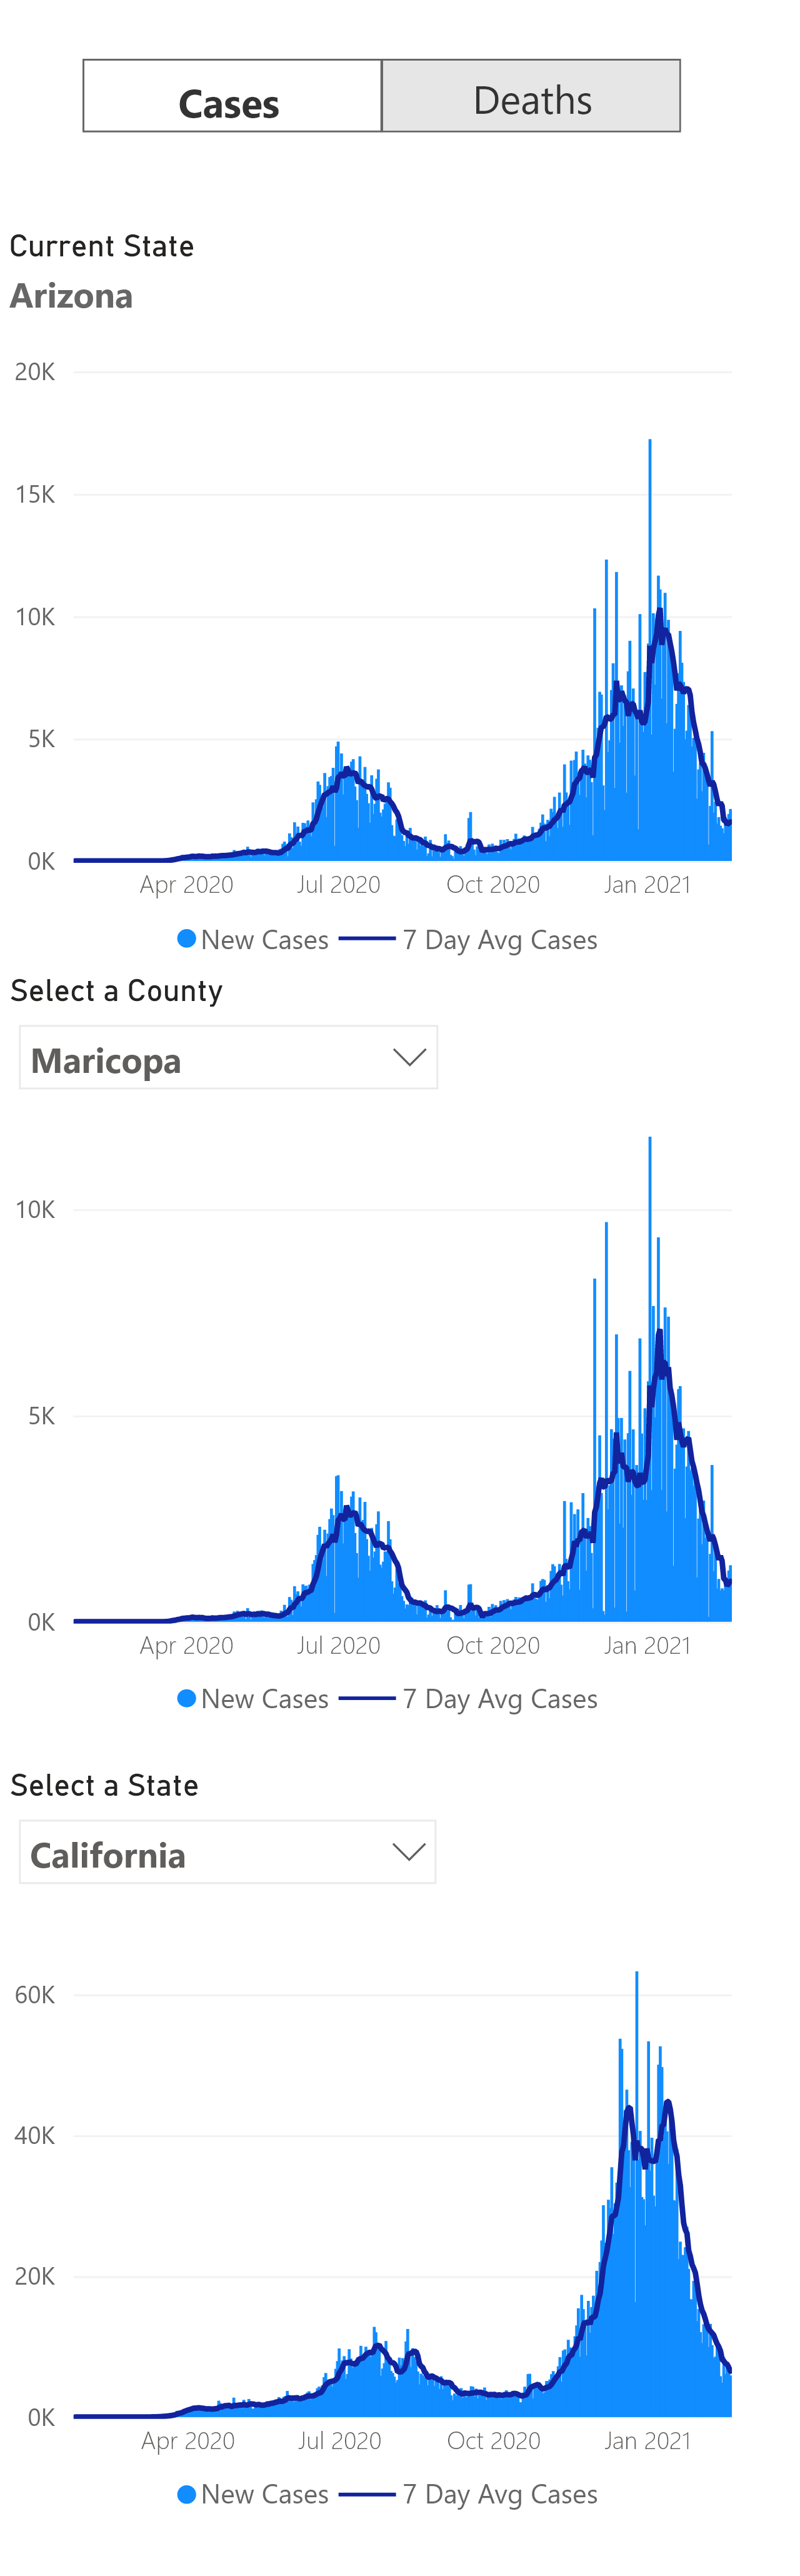 Cases Deaths
Current State
Arizona
20K
15K
10K
5K
0K
Apr 2020 Jul 2020 Oct 2020 Jan 2021
New Cases 7 Day Avg Cases
Select a County
Maricopa
10K
5K
0K
Apr 2020 Jul 2020 Oct 2020 Jan 2021
New Cases 7 Day Avg Cases
Select a State
California
60K
40K
20K
0K
Apr 2020 Jul 2020 Oct 2020 Jan 2021
New Cases 7 Day Avg Cases